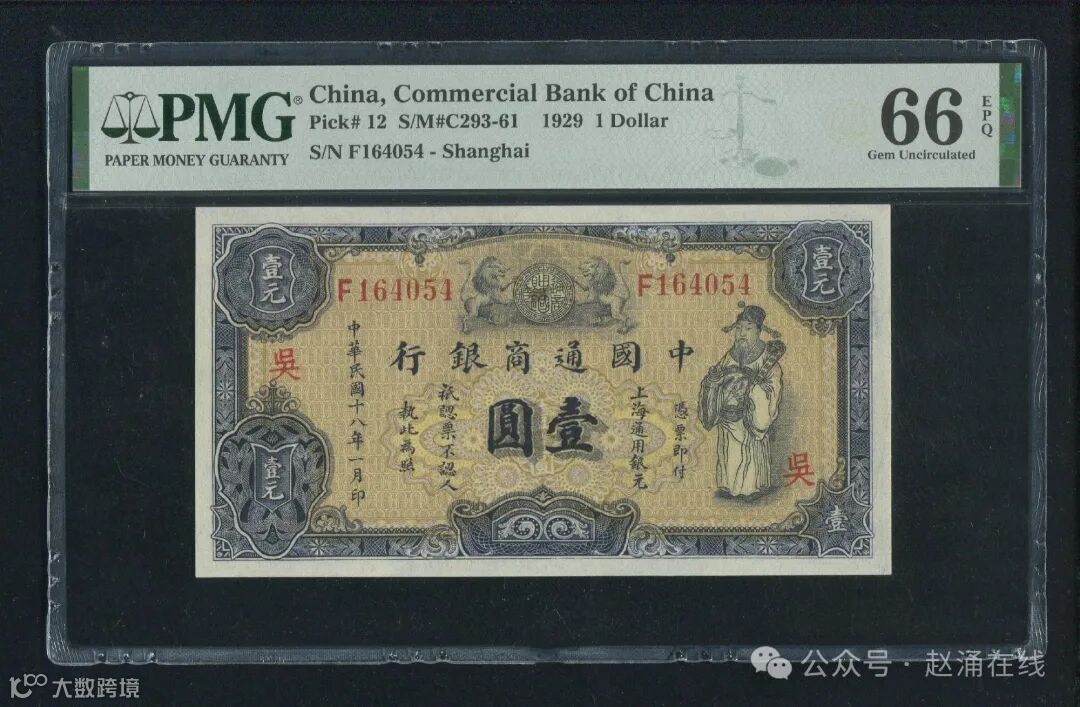 PMG®
PAPER MONEY GUARANTY
China, Commercial Bank of China
Pick# 12 S/M#C293-61 1929 1 Dollar
S/N F164054 - Shanghai
66
EPQ
Gem Uncirculated
壹元
壹元
F164054
F164054
中國通商銀行
吳
中華民國十八年一月印
壹圓
憑票即付
上海通用銀元
祇認票不認人
執此為照
吳
壹元
壹
公众号 · 赵涌在线
大数跨境